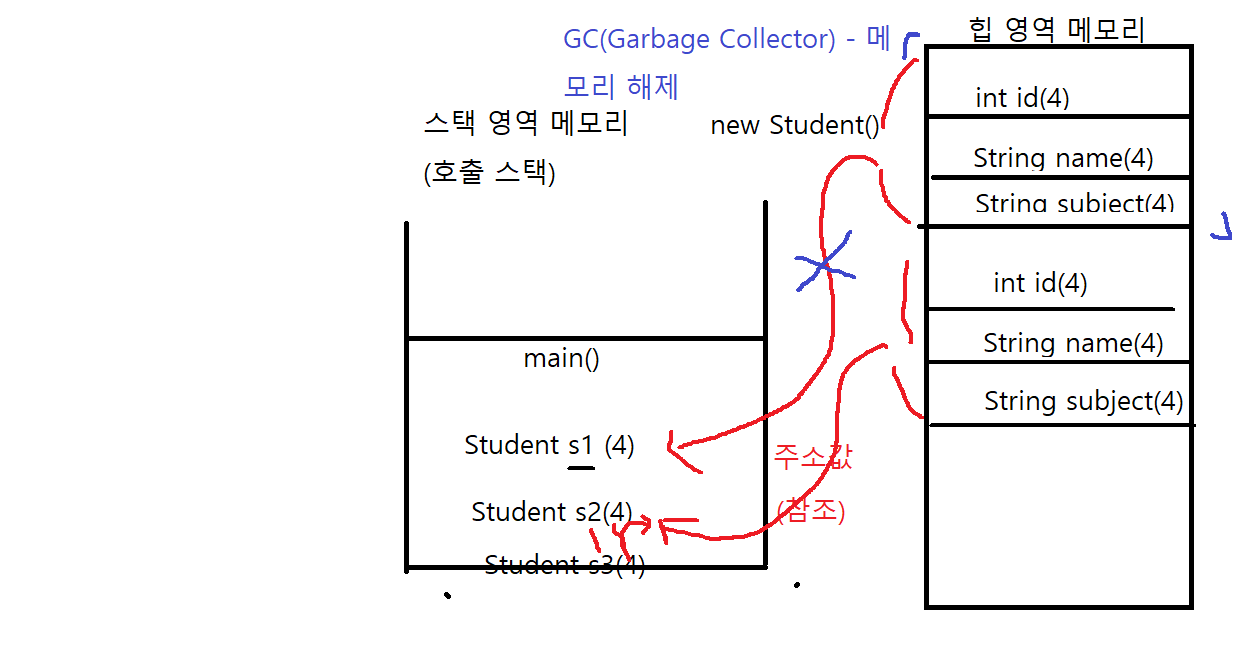 GC(Garbage Collector) - 메
모리 해제
스택 영역 메모리
(호출 스택)
new Student()
힙 영역 메모리
int id(4)
String name(4)
String subject(4)
int id(4)
String name(4)
String subject(4)
main()
Student s1 (4)
Student s2(4)
Student s3(4)
주소값
(참조)